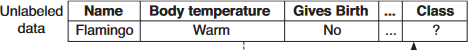 Unlabeled data
Name Body temperature Gives Birth ... Class
Flamingo Warm No ... ?